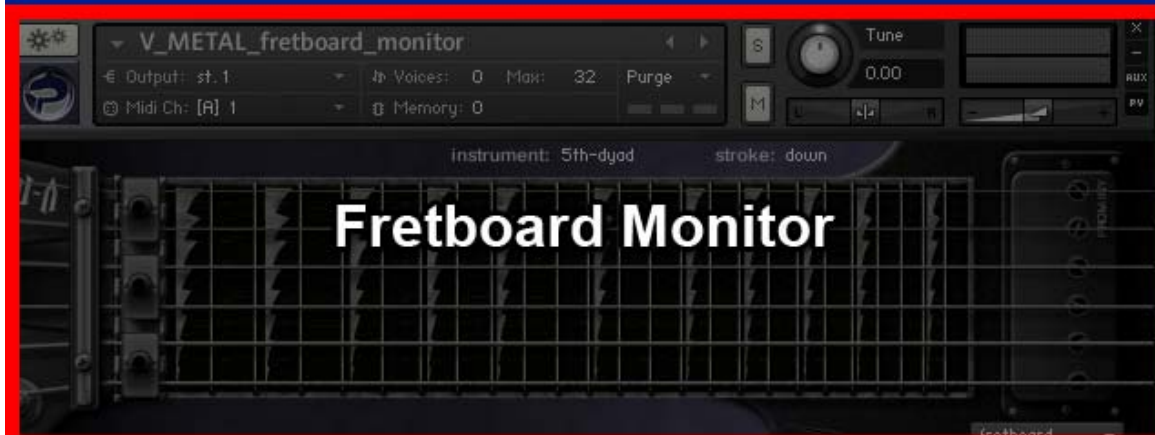 V_METAL_fretboard_monitor
Output: st.1
Voices: 0 Max: 32 Purge
Midi Ch: [A] 1
Memory: 0
S
M
Tune
0.00
L R
- +
X
-
AUX
PV
instrument: 5th-dyad stroke: down
Fretboard Monitor
fretboard